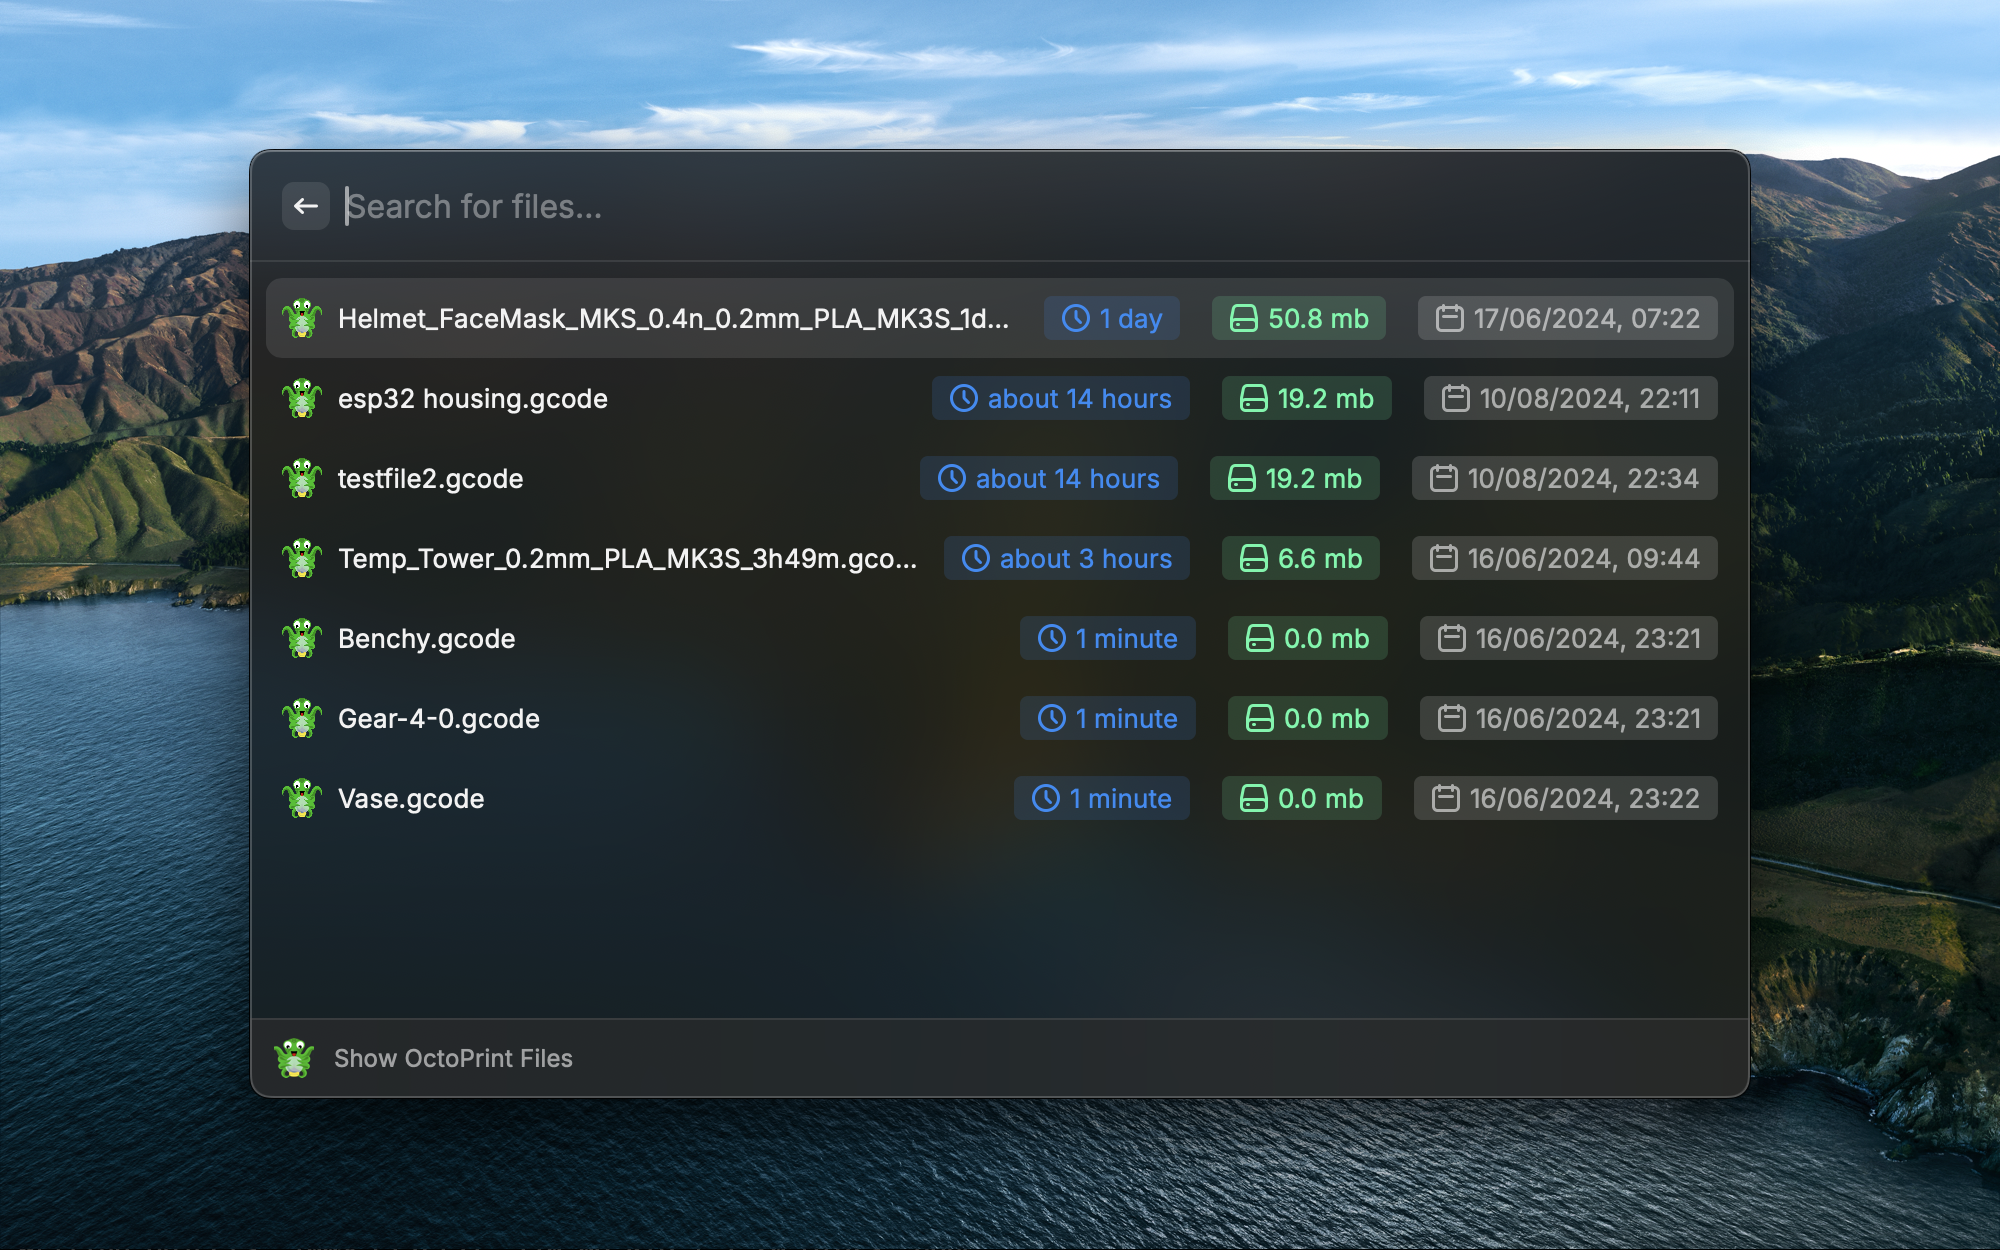 Search for files...
Helmet_FaceMask_MKS_0.4n_0.2mm_PLA_MK3S_1d... 1 day 50.8 mb 17/06/2024, 07:22
esp32 housing.gcode about 14 hours 19.2 mb 10/08/2024, 22:11
testfile2.gcode about 14 hours 19.2 mb 10/08/2024, 22:34
Temp_Tower_0.2mm_PLA_MK3S_3h49m.gco... about 3 hours 6.6 mb 16/06/2024, 09:44
Benchy.gcode 1 minute 0.0 mb 16/06/2024, 23:21
Gear-4-0.gcode 1 minute 0.0 mb 16/06/2024, 23:21
Vase.gcode 1 minute 0.0 mb 16/06/2024, 23:22
Show OctoPrint Files